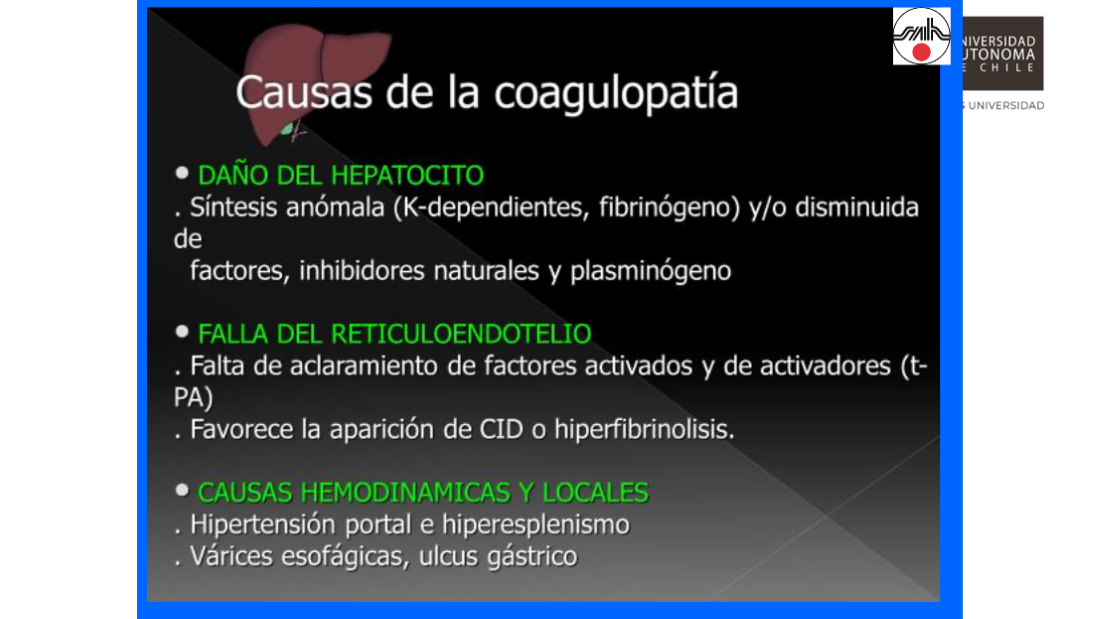 smlh
NIVERSIDAD
UTONOMA
E CHILE
S UNIVERSIDAD
Causas de la coagulopatía
• DAÑO DEL HEPATOCITO
. Síntesis anómala (K-dependientes, fibrinógeno) y/o disminuida
de
factores, inhibidores naturales y plasminógeno
• FALLA DEL RETICULOENDOTELIO
. Falta de aclaramiento de factores activados y de activadores (t-
PA)
. Favorece la aparición de CID o hiperfibrinolisis.
• CAUSAS HEMODINAMICAS Y LOCALES
. Hipertensión portal e hiperesplenismo
. Várices esofágicas, ulcus gástrico